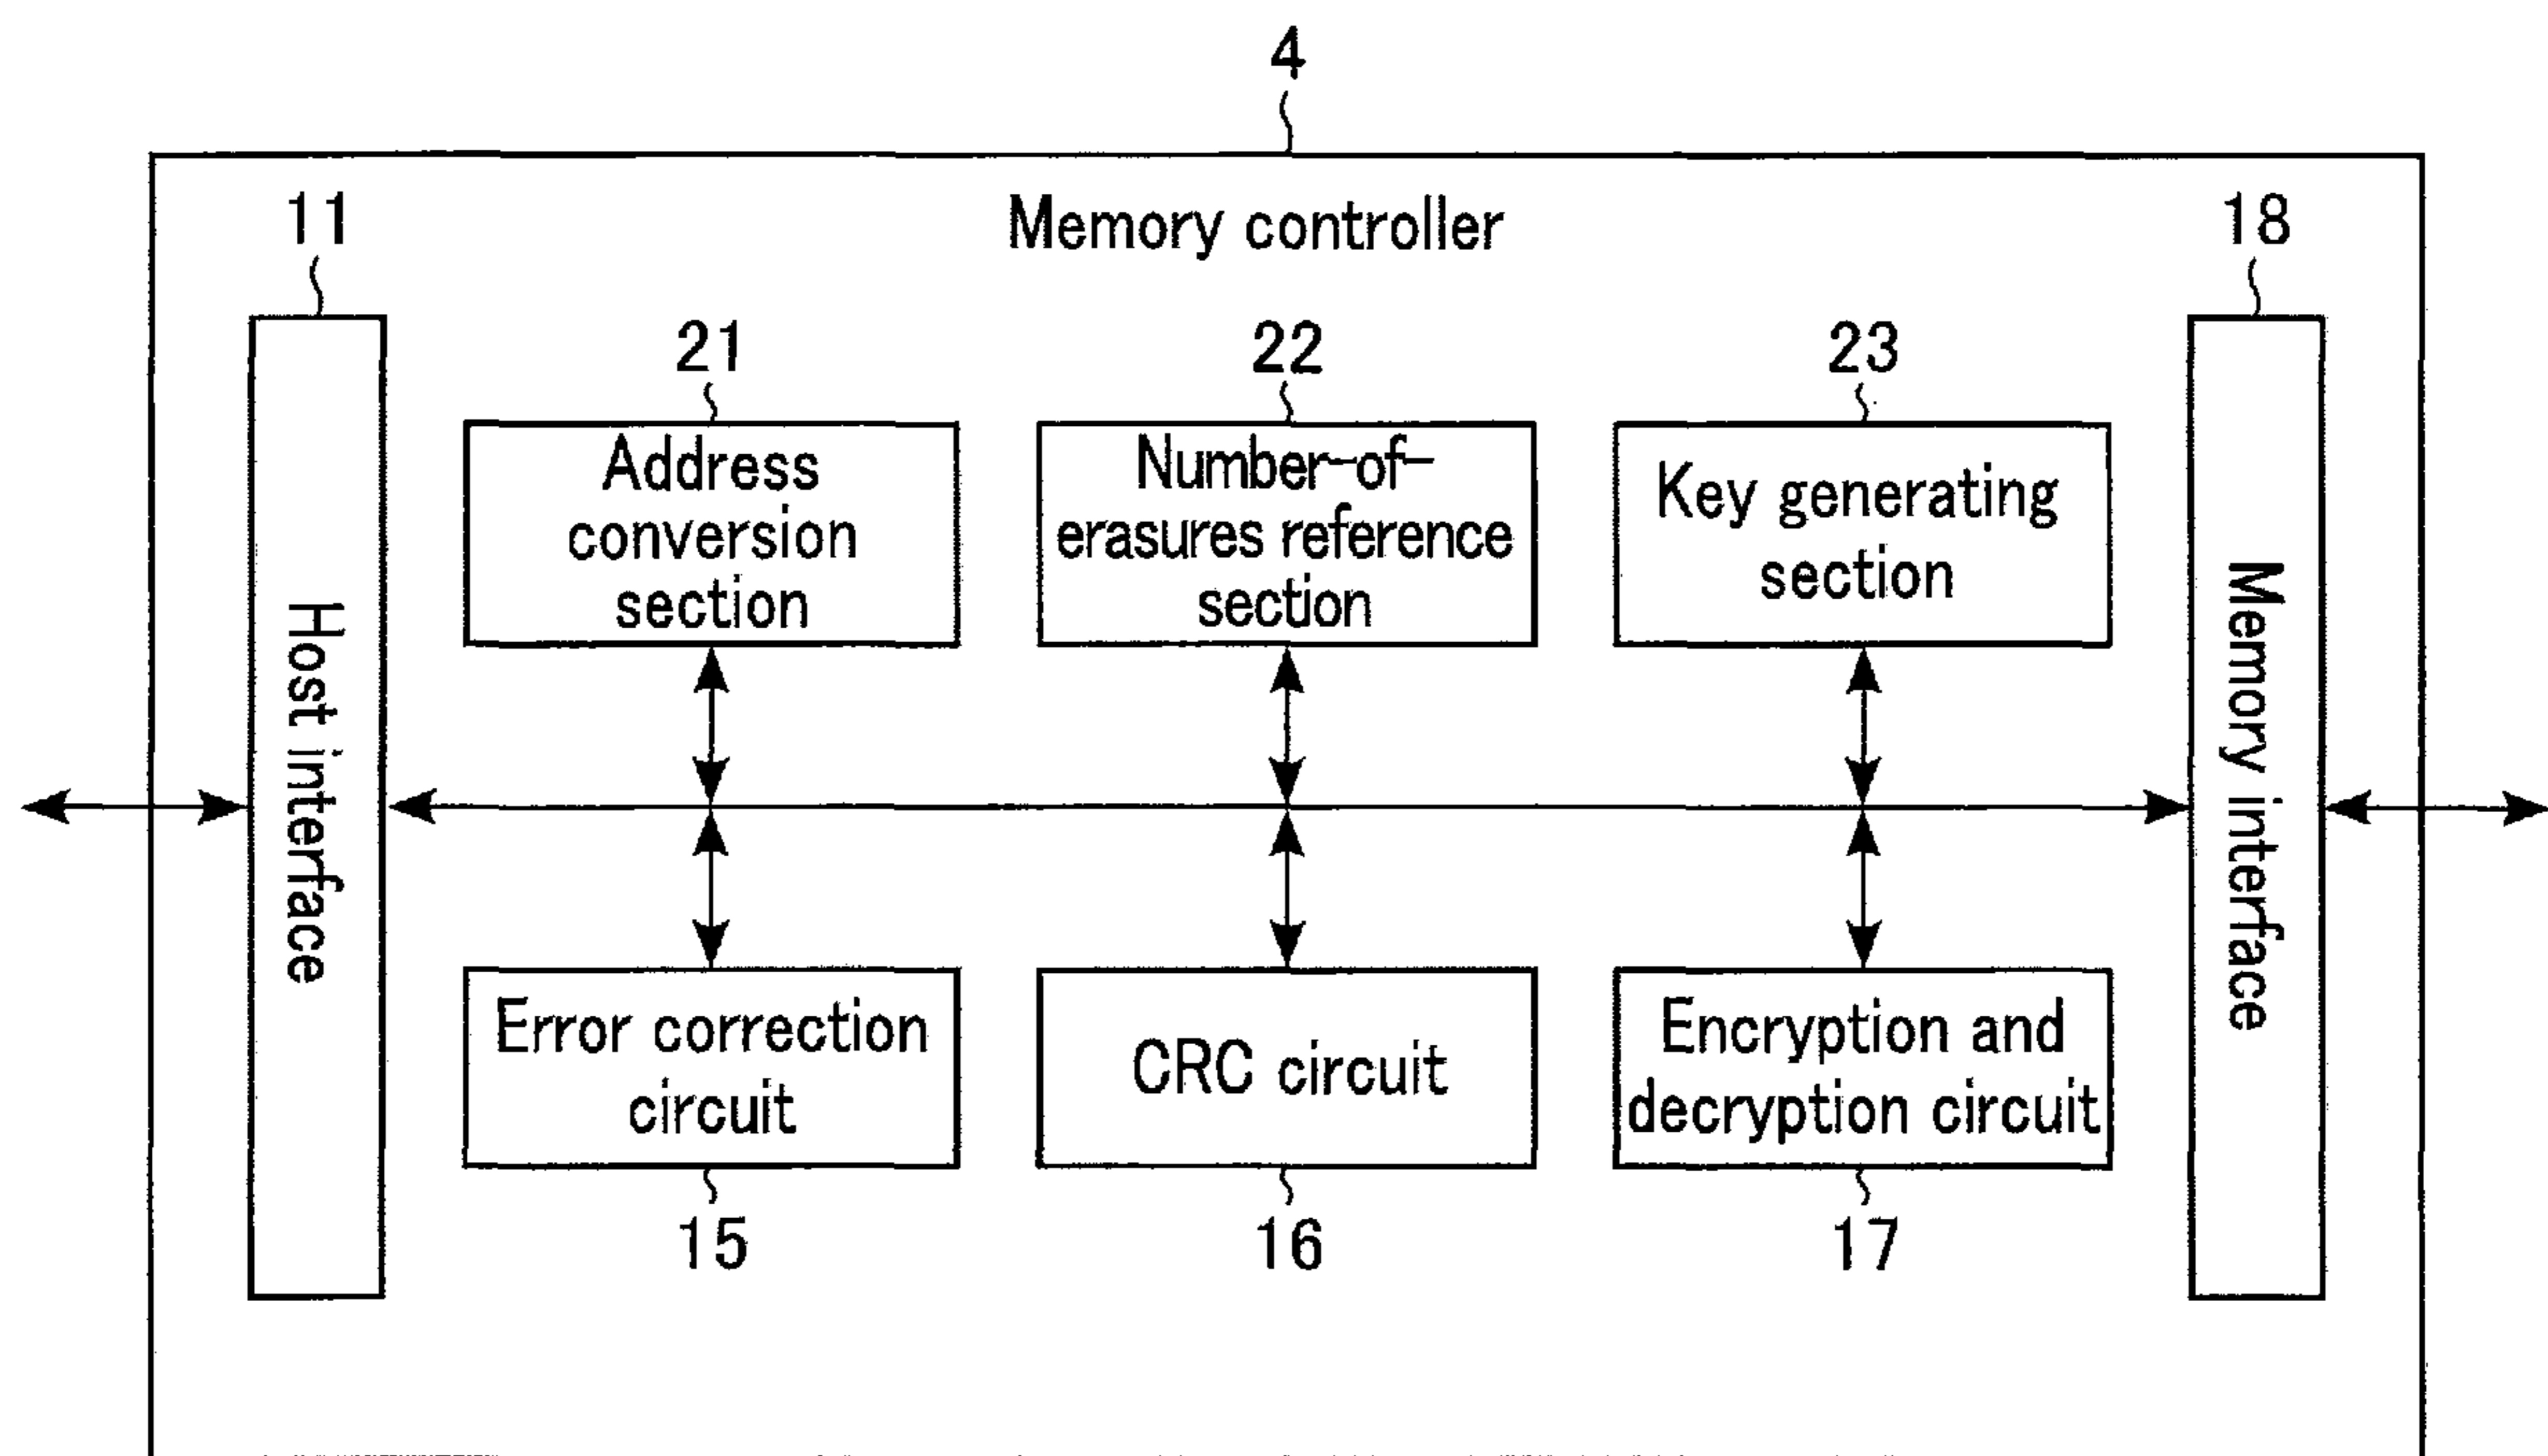 4
Memory controller
11
18
21
22
23
Address
conversion
section
Number-of-
erasures reference
section
Key generating
section
Host interface
Memory interface
Error correction
circuit
CRC circuit
Encryption and
decryption circuit
15
16
17